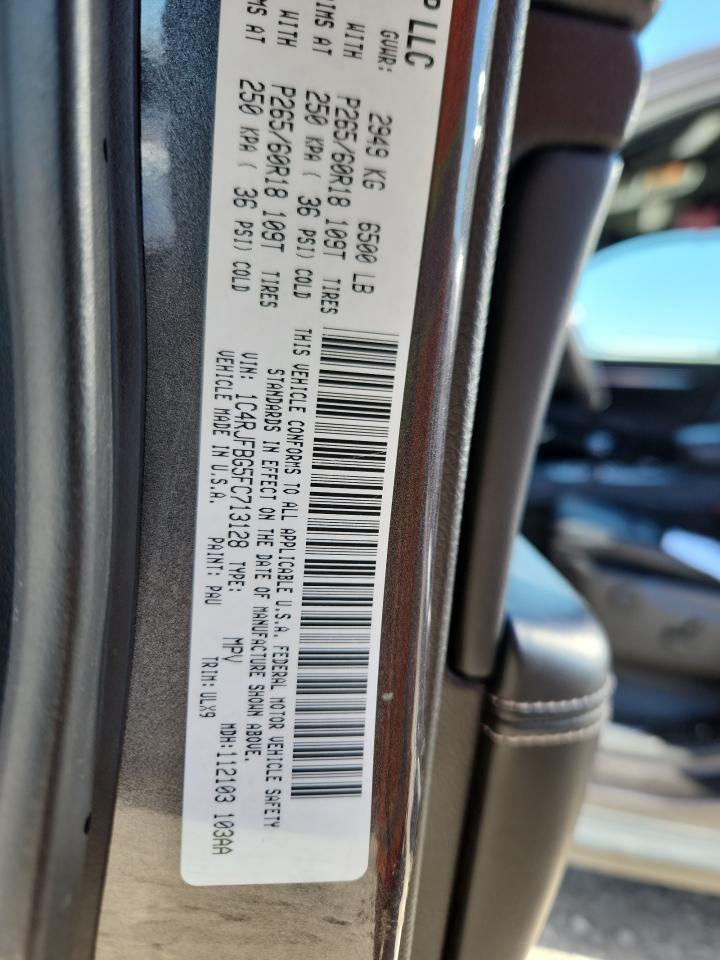 P LLC
GVWR: 2949 KG 6500 LB
WITH P265/60R18 109T TIRES
IMS AT 250 KPA ( 36 PSI) COLD
WITH P265/60R18 109T TIRES
MS AT 250 KPA ( 36 PSI) COLD
THIS VEHICLE CONFORMS TO ALL APPLICABLE U.S.A. FEDERAL MOTOR VEHICLE SAFETY
STANDARDS IN EFFECT ON THE DATE OF MANUFACTURE SHOWN ABOVE.
VIN: 1C4RJFBG5FC713128 TYPE: MPV MDH:112103 103AA
VEHICLE MADE IN U.S.A. PAINT: PAU TRIM: ULX9